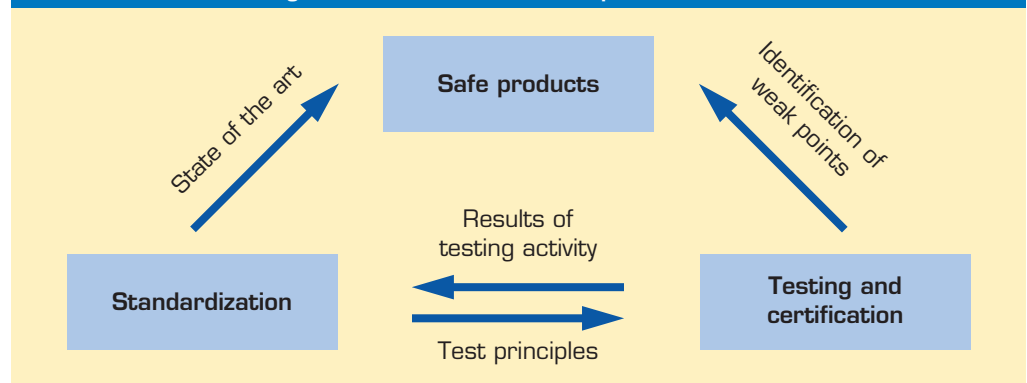 Safe products
State of the art
Identification of
weak points
Results of
testing activity
Standardization
Testing and
certification
Test principles